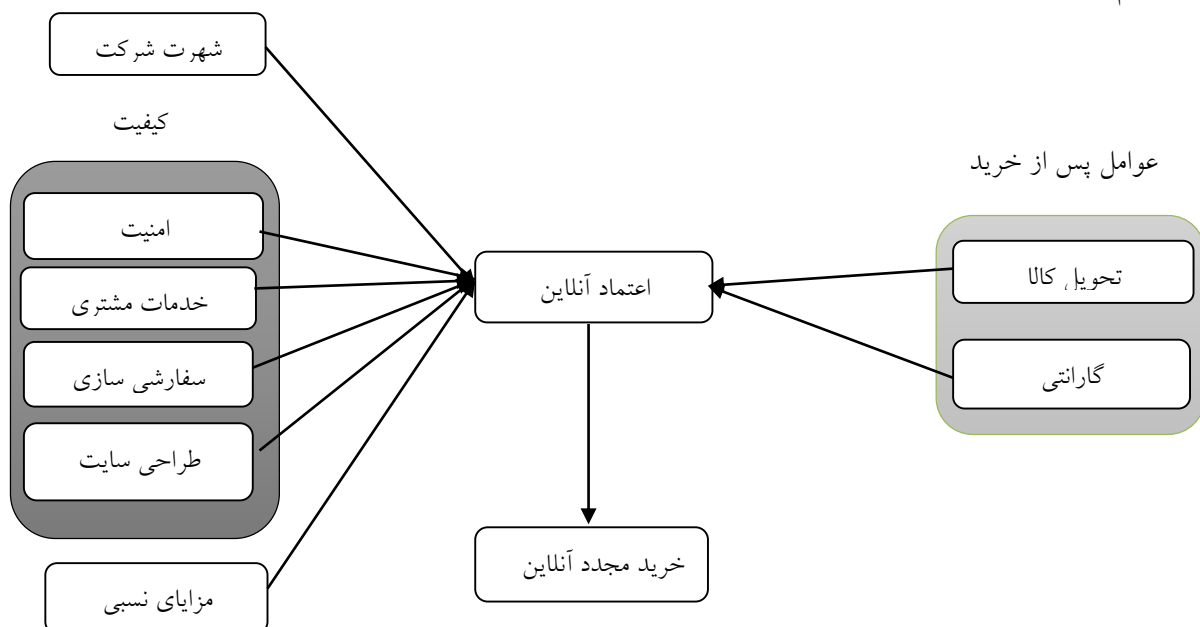 شهرت شرکت
کیفیت
عوامل پس از خرید
امنیت
خدمات مشتری
سفارشی سازی
طراحی سایت
مزایای نسبی
اعتماد آنلاین
خرید مجدد آنلاین
تحویل کالا
گارانتی